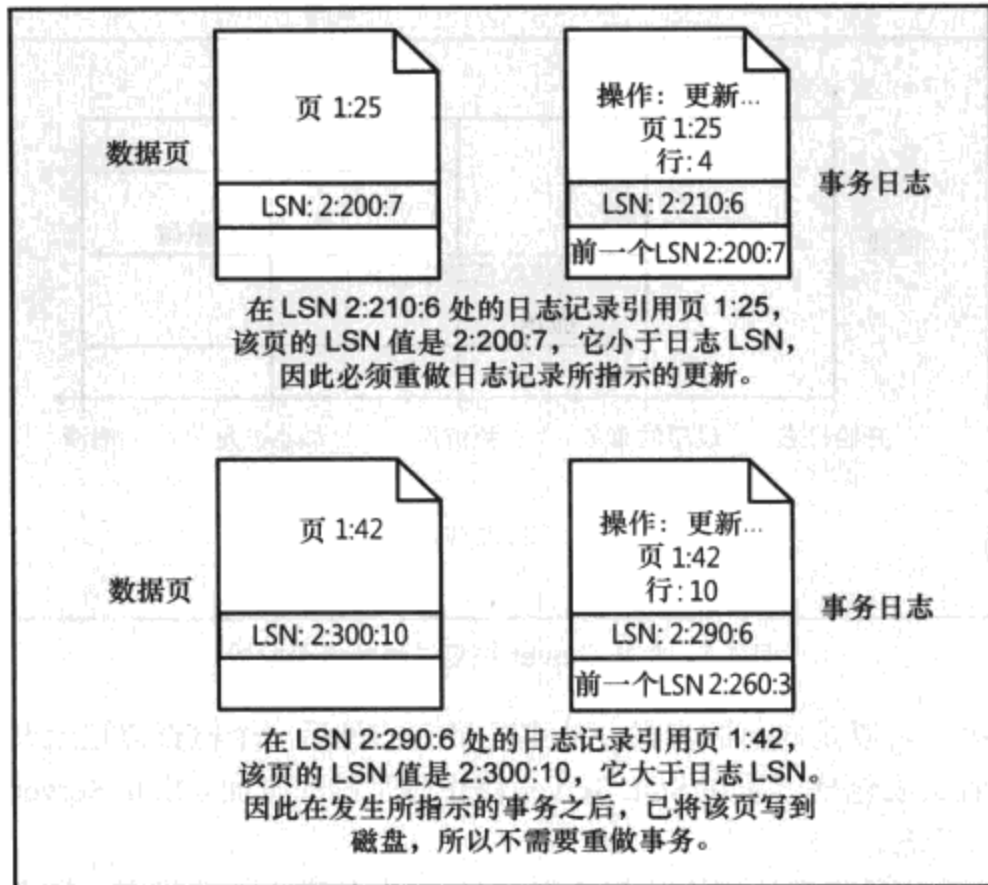 页 1:25
数据页
LSN: 2:200:7
操作：更新...
页 1:25
行: 4
事务日志
LSN: 2:210:6
前一个LSN2:200:7
在 LSN 2:210:6 处的日志记录引用页 1:25，
该页的 LSN 值是 2:200:7，它小于日志 LSN，
因此必须重做日志记录所指示的更新。
页 1:42
数据页
LSN: 2:300:10
操作：更新...
页 1:42
行: 10
事务日志
LSN: 2:290:6
前一个LSN 2:260:3
在 LSN 2:290:6 处的日志记录引用页 1:42，
该页的 LSN 值是 2:300:10，它大于日志 LSN。
因此在发生所指示的事务之后，已将该页写到
磁盘，所以不需要重做事务。